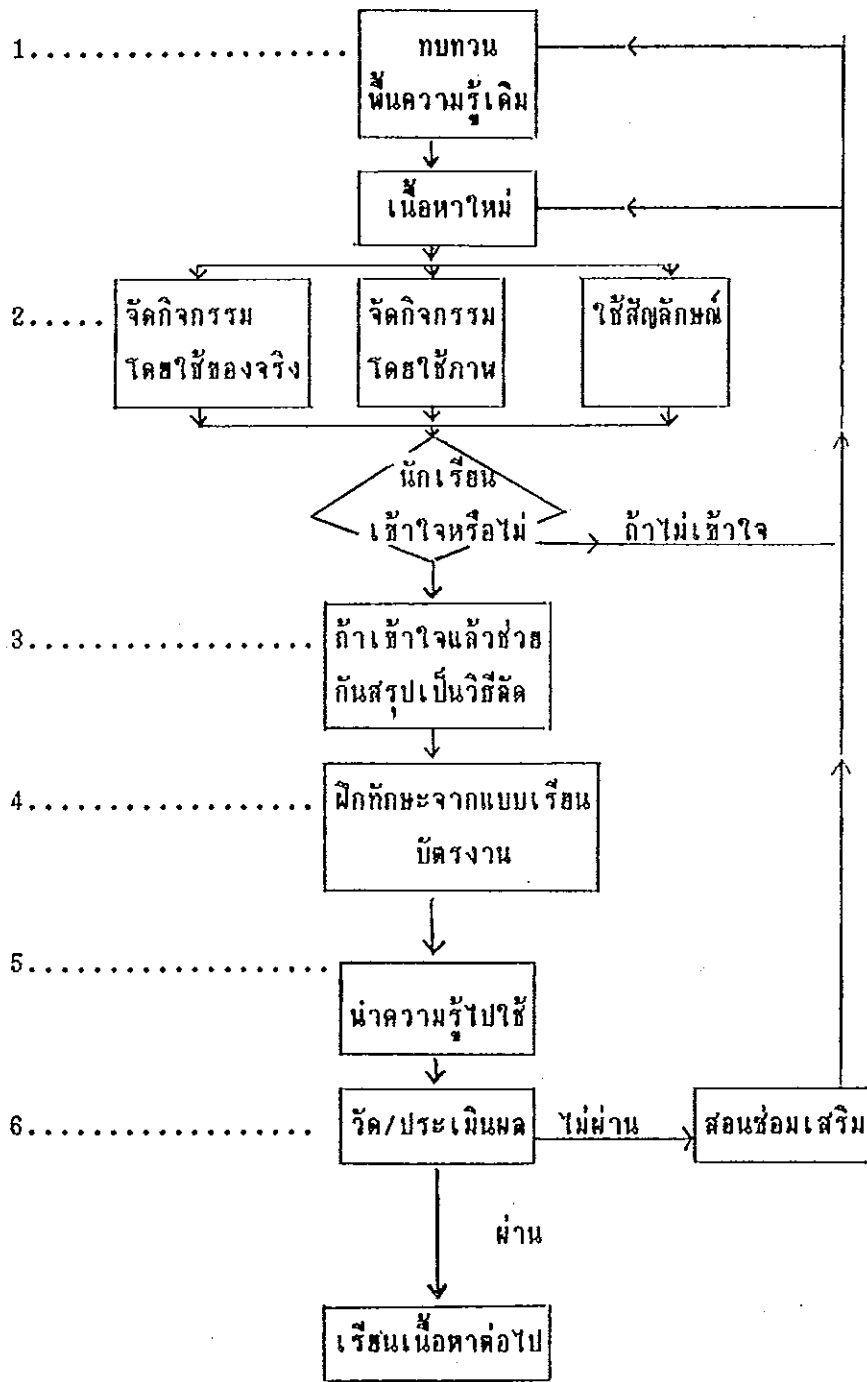 1.................... ทบทวน
พื้นความรู้เดิม
เนื้อหาใหม่
2..... จัดกิจกรรม จัดกิจกรรม ใช้สัญลักษณ์
โดยใช้ของจริง โดยใช้ภาพ
นักเรียน
เข้าใจหรือไม่ ถ้าไม่เข้าใจ
3.................. ถ้าเข้าใจแล้วช่วย
กันสรุปเป็นวิธีลัด
4.................. ฝึกทักษะจากแบบเรียน
บัตรงาน
5...................
นำความรู้ไปใช้
6.................. วัด/ประเมินผล ไม่ผ่าน สอนซ่อมเสริม
ผ่าน
เรียนเนื้อหาต่อไป